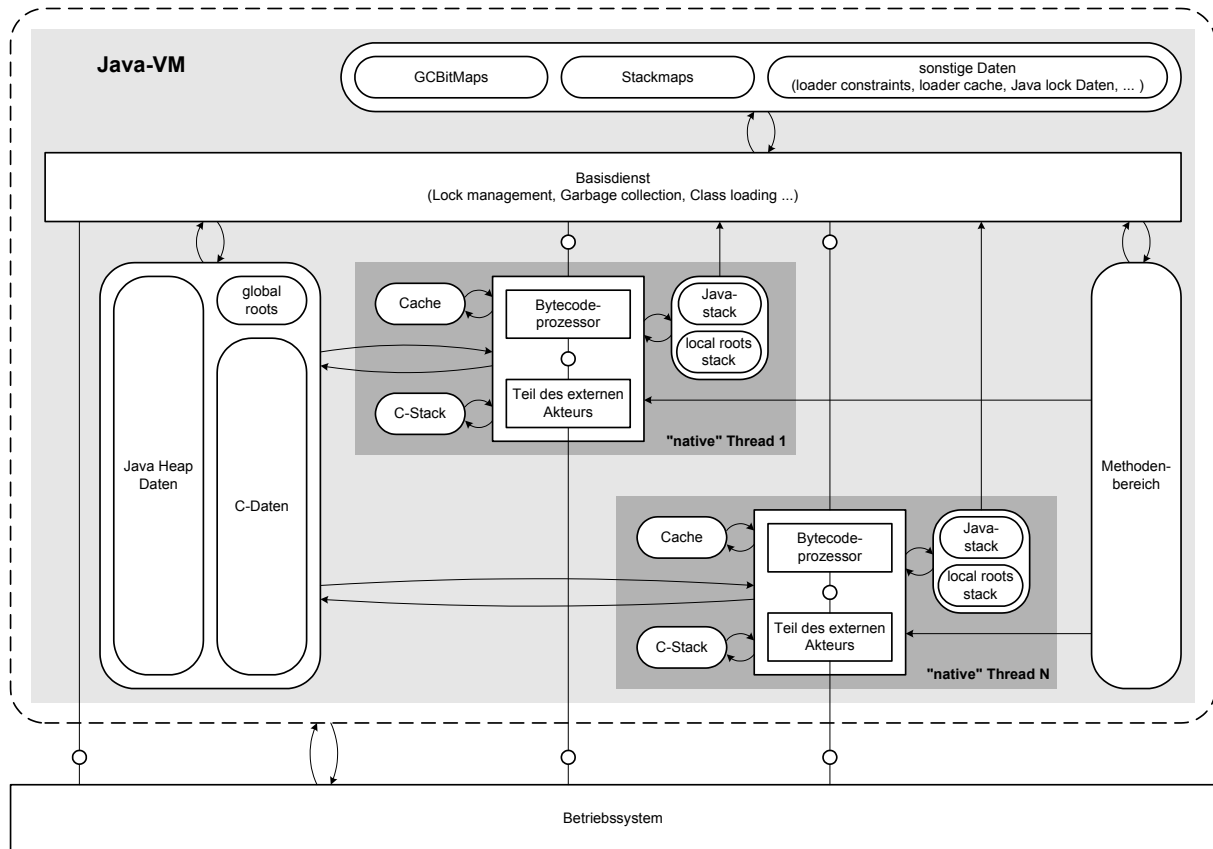 Java-VM
GCBitMaps
Stackmaps
sonstige Daten
(loader constraints, loader cache, Java lock Daten, ... )
Basisdienst
(Lock management, Garbage collection, Class loading ...)
global
roots
Java Heap
Daten
C-Daten
Cache
C-Stack
Bytecode-
prozessor
Teil des externen
Akteurs
Java-
stack
local roots
stack
"native" Thread 1
Cache
C-Stack
Bytecode-
prozessor
Teil des externen
Akteurs
Java-
stack
local roots
stack
"native" Thread N
Methoden-
bereich
Betriebssystem